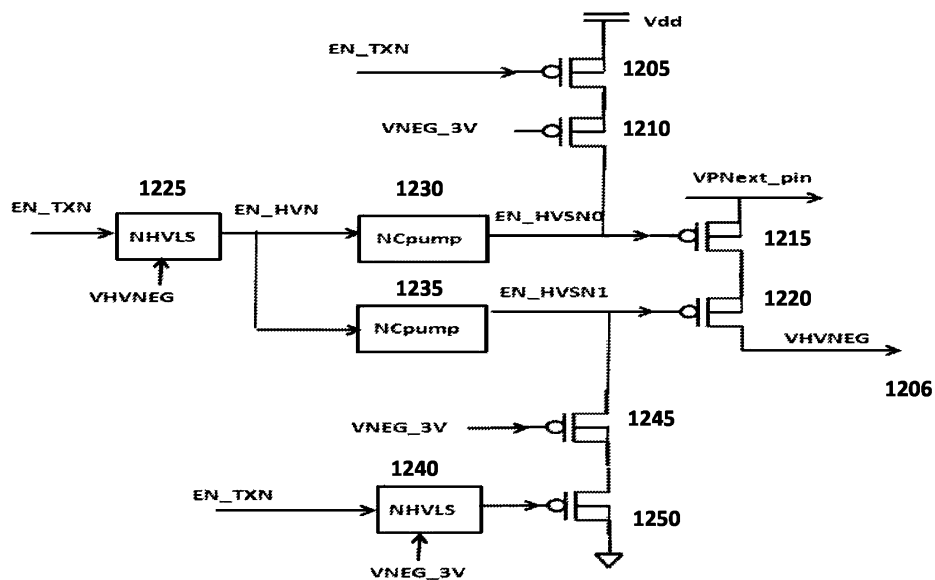 Vdd
EN_TXN
1205
VNEG_3V
1210
VPNext_pin
1225
1230
EN_TXN
EN_HVN
EN_HVSN0
NHVLS
NCpump
1215
VHVNEG
1235
EN_HVSN1
1220
NCpump
VHVNEG
1206
VNEG_3V
1245
1240
EN_TXN
NHVLS
1250
VNEG_3V